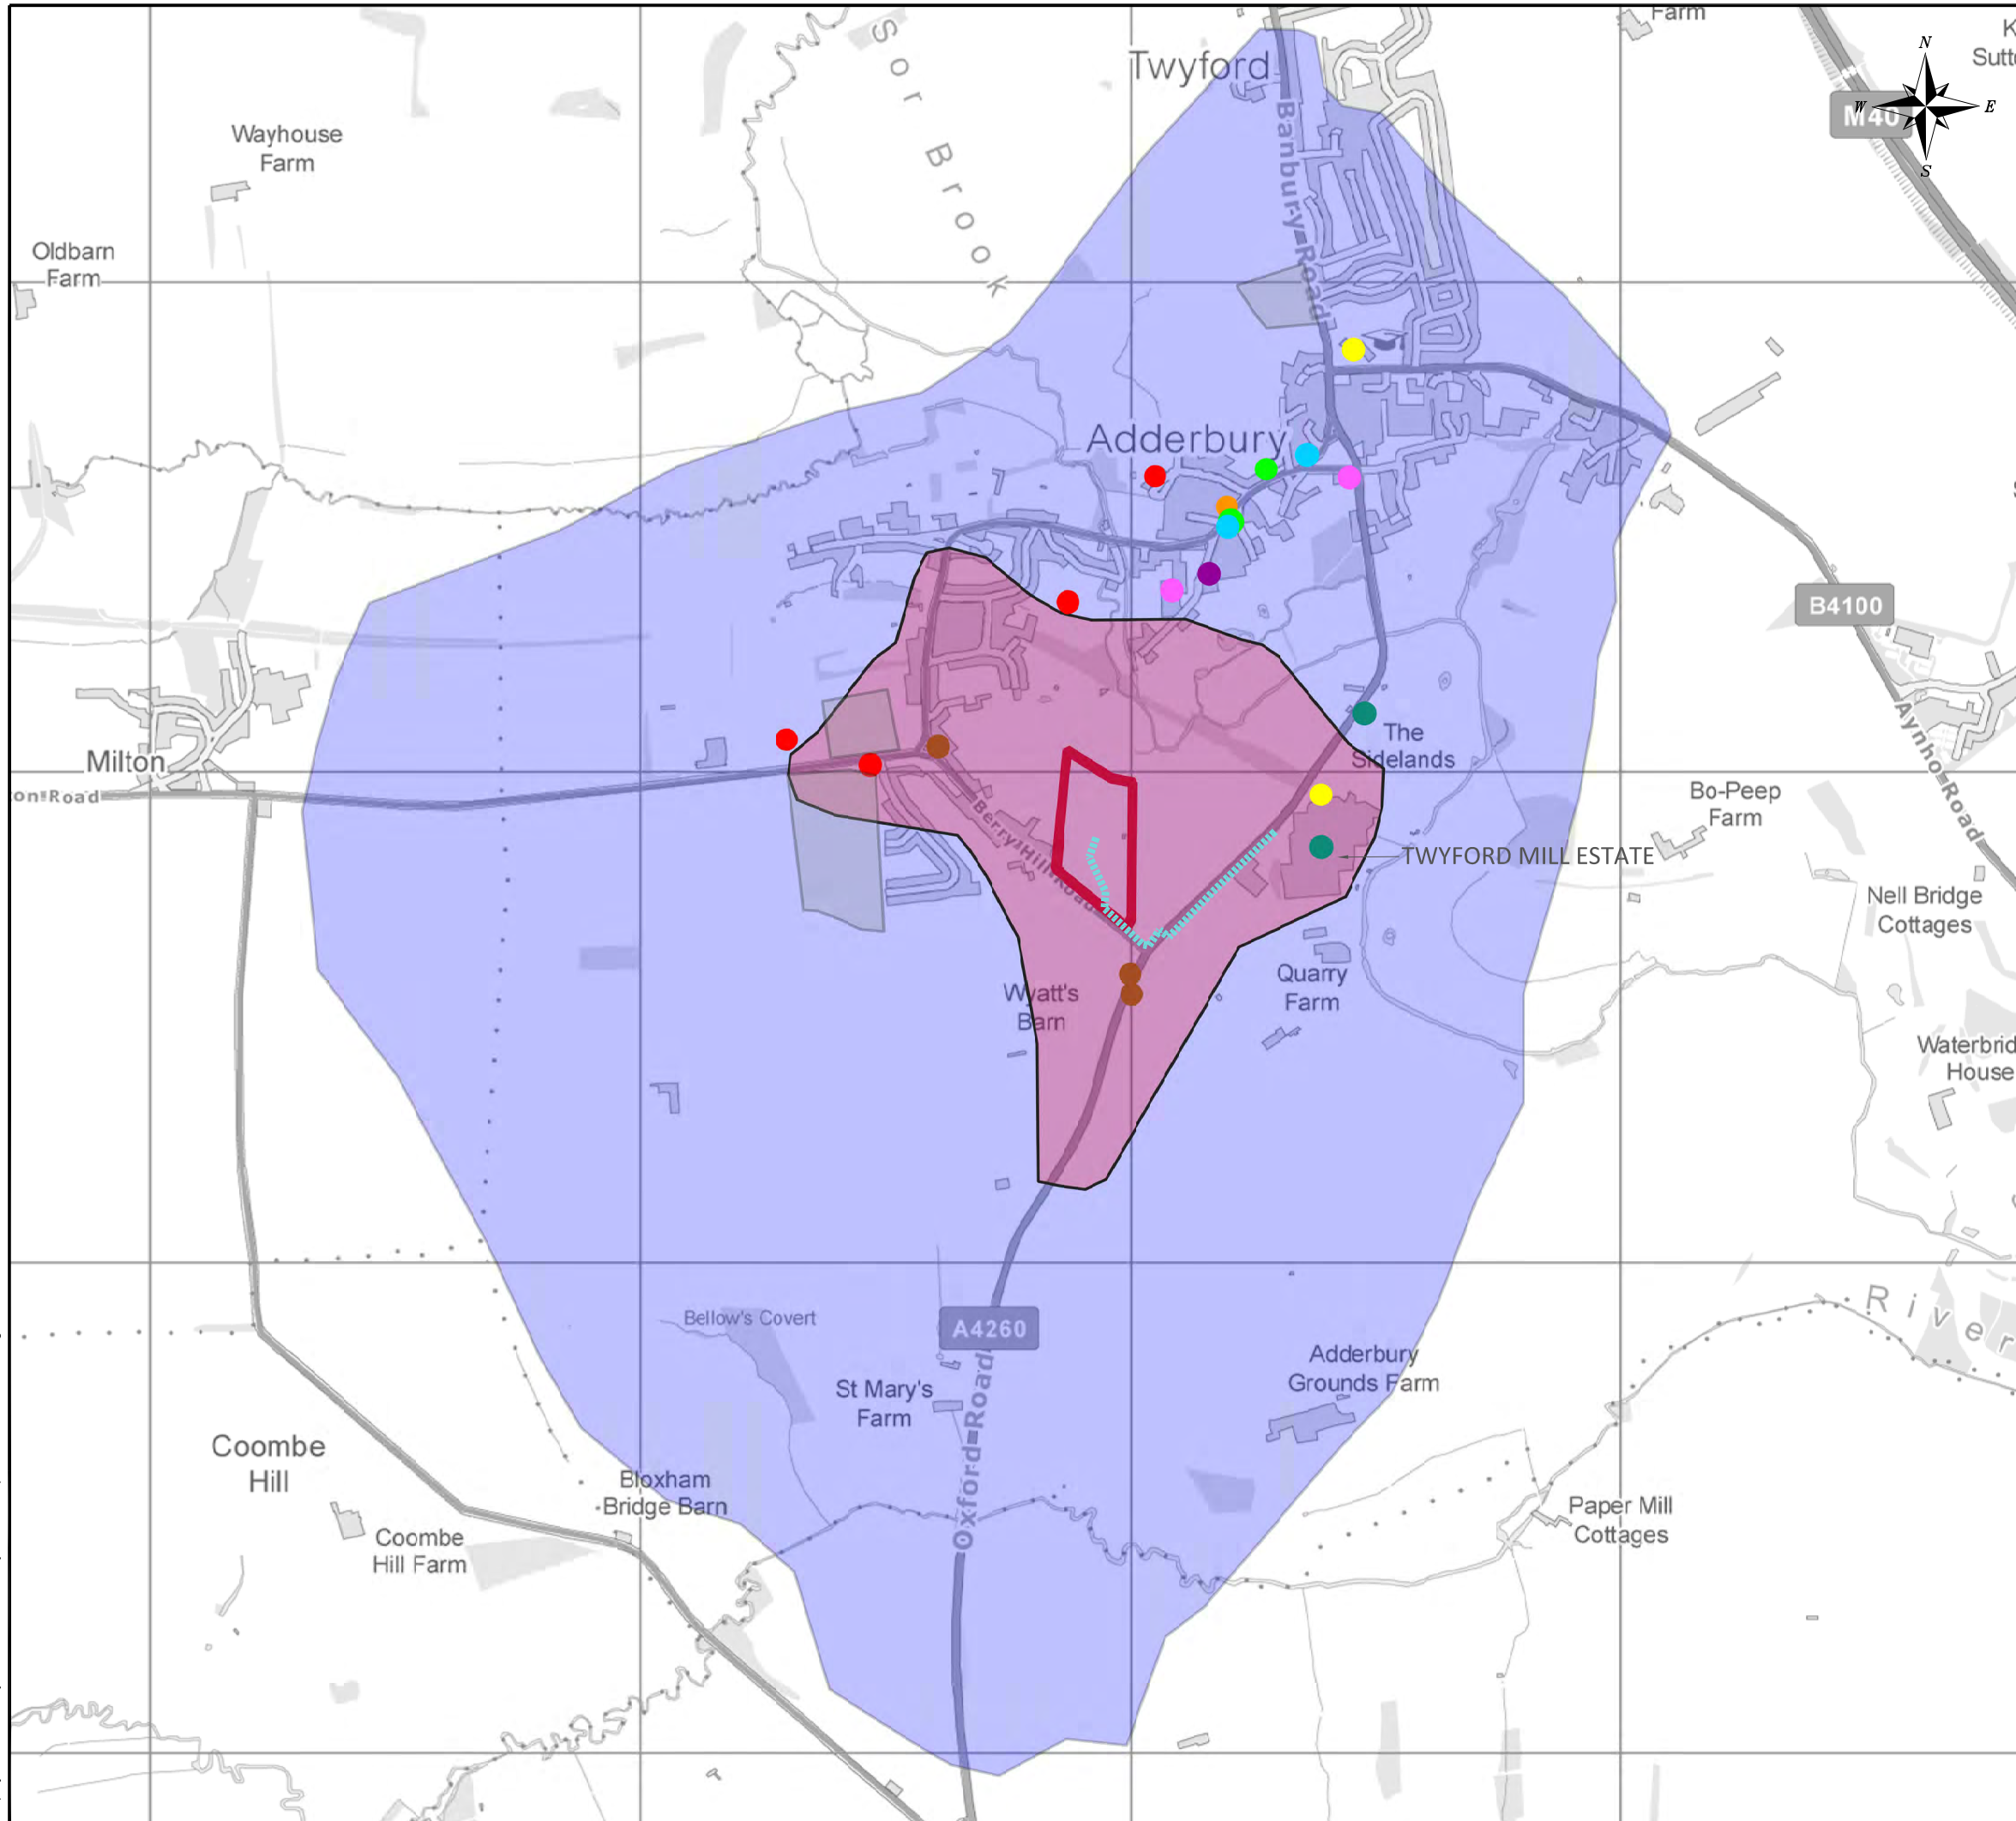 Farm
Twyford
Sor Brook
N
W
E
S
M40
Wayhouse
Farm
Banbury Road
Oldbarn
Farm
Adderbury
B4100
The
Sidelands
Milton
Aynho Road
Bo-Peep
Farm
Berry Hill Road
TWYFORD MILL ESTATE
Nell Bridge
Cottages
Quarry
Farm
Wyatt's
Barn
House
Bellow's Covert
A4260
River
Adderbury
Grounds Farm
St Mary's
Farm
Oxford Road
Coombe
Hill
Bloxham
Bridge Barn
Paper Mill
Cottages
Coombe
Hill Farm